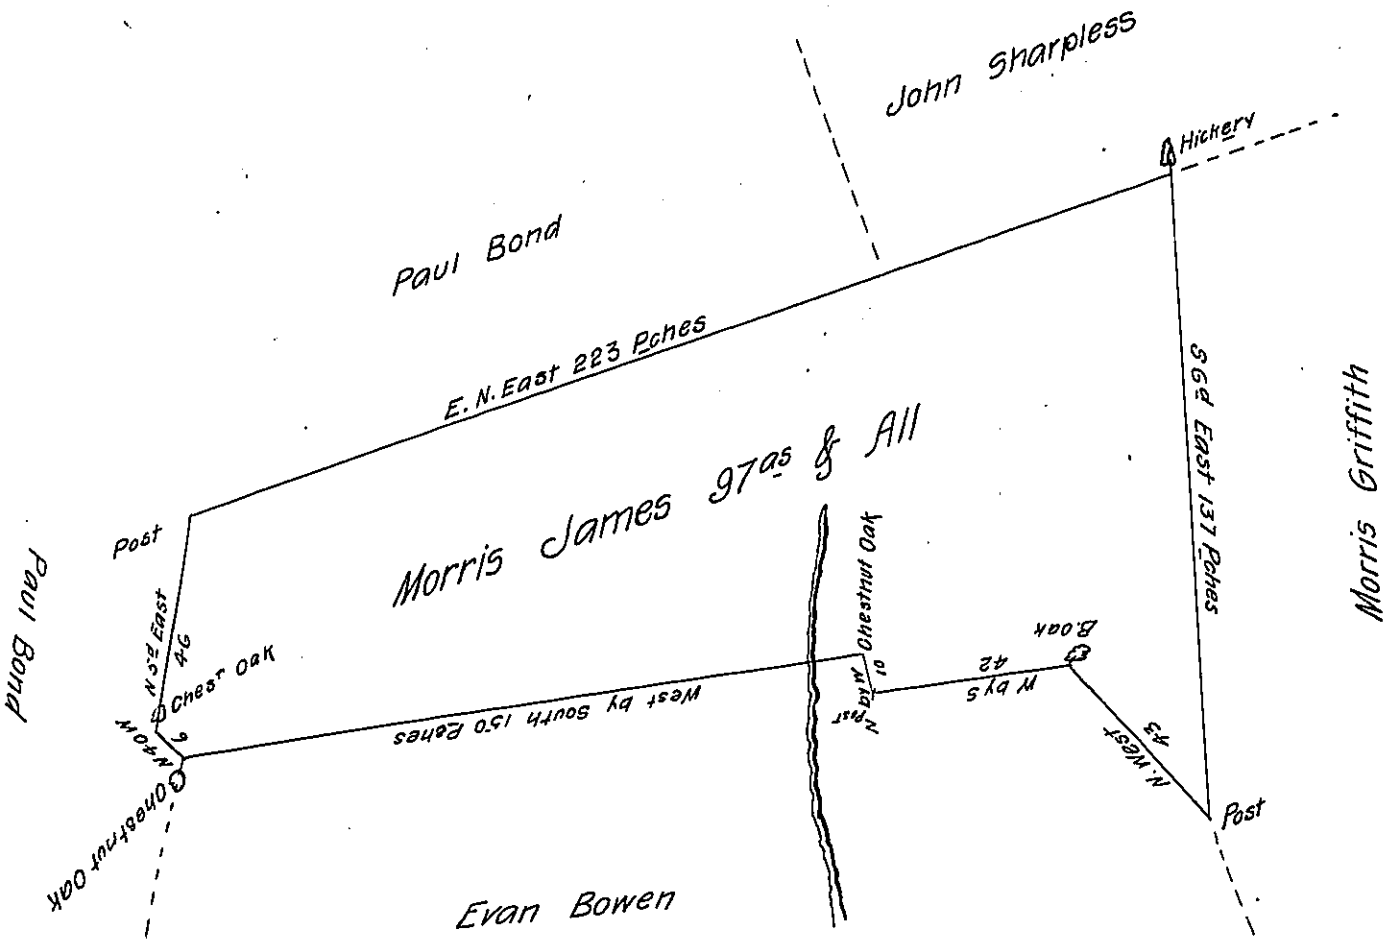 John Sharpless
Hickery
Paul Bond
E. N. East 223 Pches
S 6d East 137 Pches
Morris Griffith
Morris James 97as & All
Post
Paul Bond
N 5d East
46
Chest Oak
N 40 W
6
Chestnut Oak
West by South 150 Pches
Chestnut Oak
10
Post
W by S
42
B. oak
N. West
43
Post
Evan Bowen